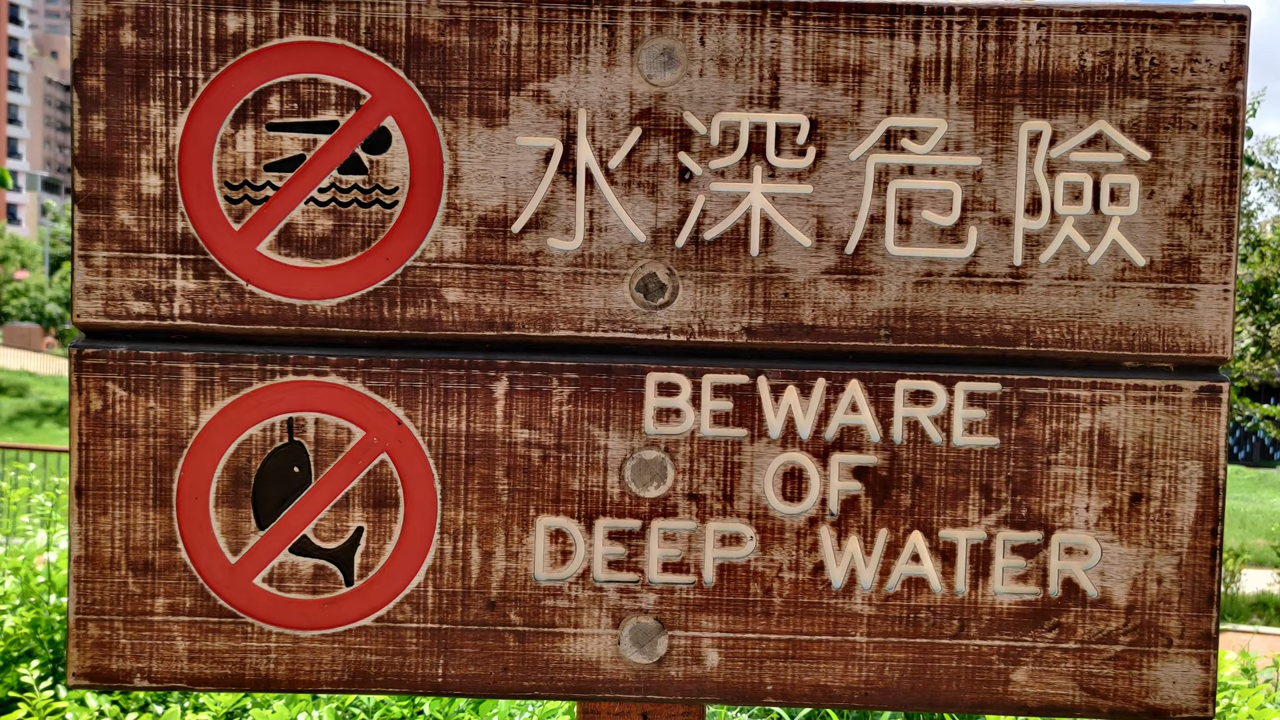 水深危險
BEWARE
OF
DEEP WATER